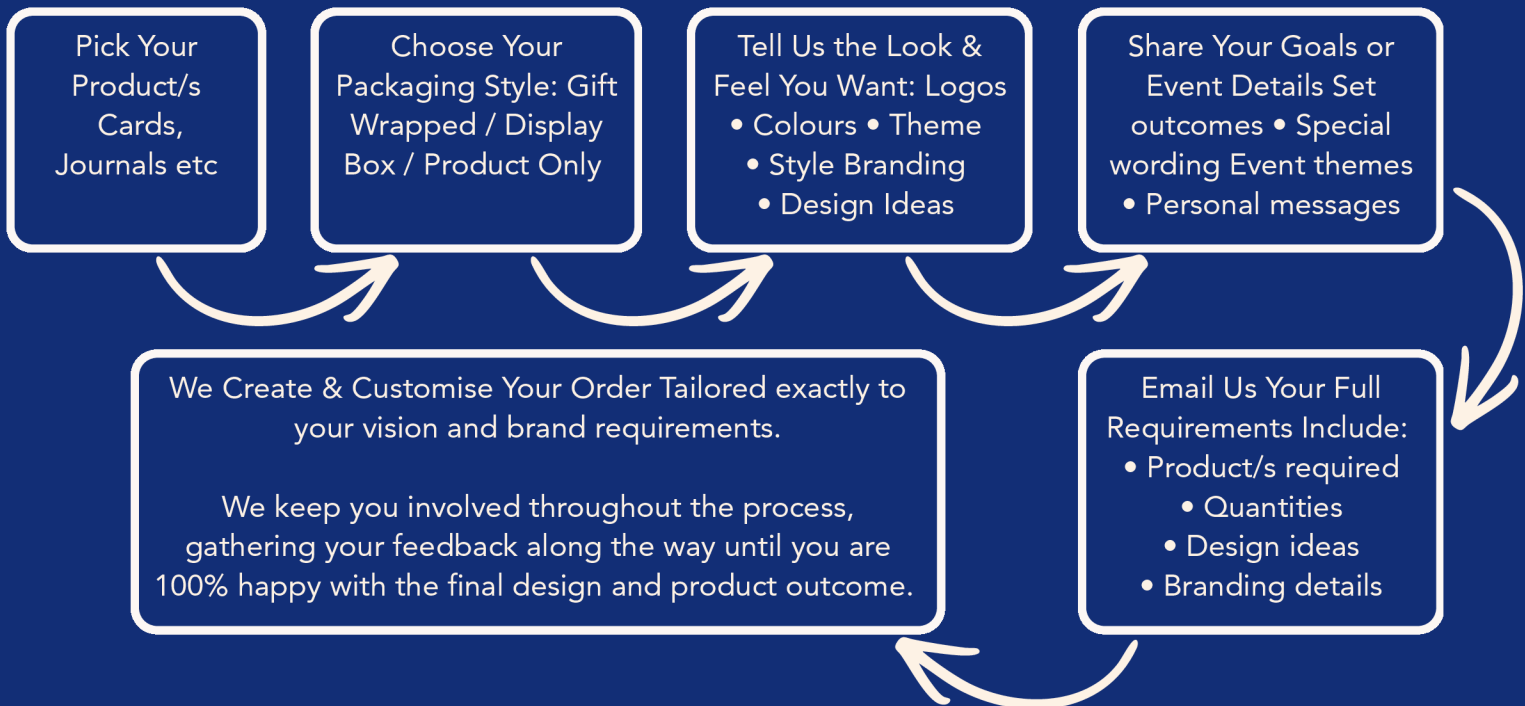 Pick Your
Product/s
Cards,
Journals etc
Choose Your
Packaging Style: Gift
Wrapped / Display
Box / Product Only
Tell Us the Look &
Feel You Want: Logos
• Colours • Theme
• Style Branding
• Design Ideas
Share Your Goals or
Event Details Set
outcomes • Special
wording Event themes
• Personal messages
Email Us Your Full
Requirements Include:
• Product/s required
• Quantities
• Design ideas
• Branding details
We Create & Customise Your Order Tailored exactly to
your vision and brand requirements.
We keep you involved throughout the process,
gathering your feedback along the way until you are
100% happy with the final design and product outcome.